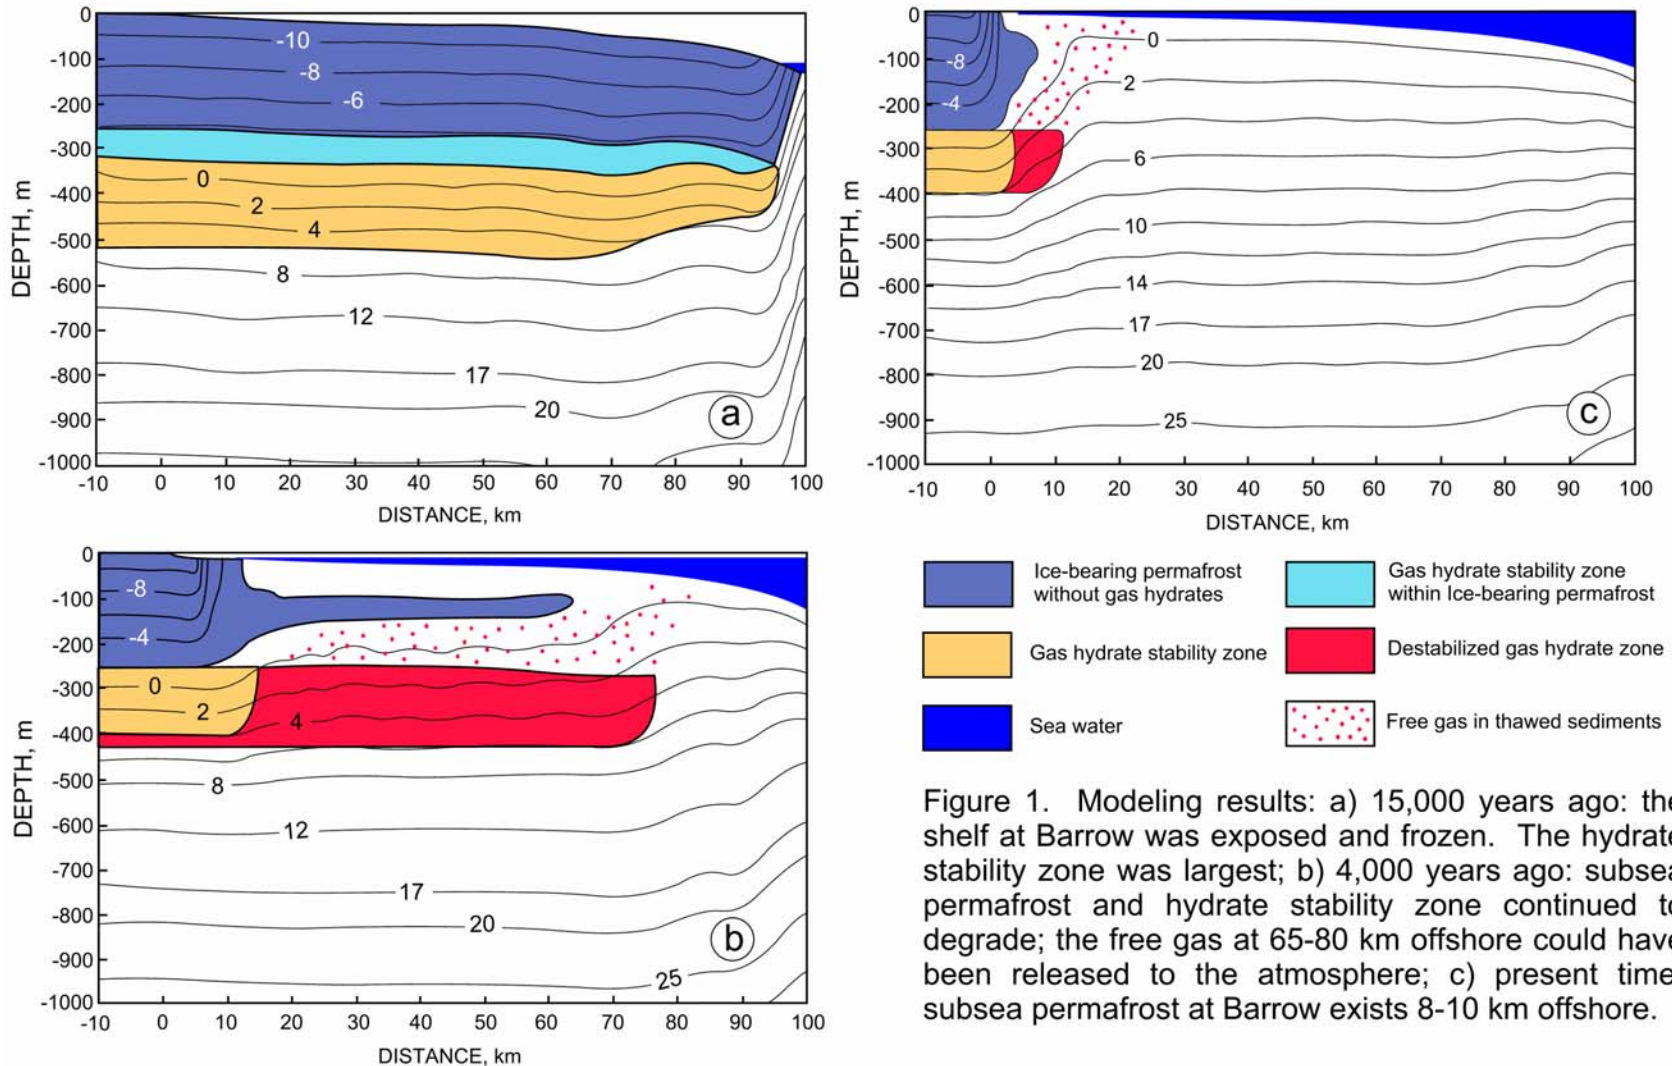 0
-100
-200
-300
-400
-500
-600
-700
-800
-900
-1000
DEPTH, m
-10
-8
-6
0
2
4
8
12
17
20
a
-10 0 10 20 30 40 50 60 70 80 90 100
DISTANCE, km
0
-100
-200
-300
-400
-500
-600
-700
-800
-900
-1000
DEPTH, m
-8
-4
0
2
6
10
14
17
20
25
c
-10 0 10 20 30 40 50 60 70 80 90 100
DISTANCE, km
0
-100
-200
-300
-400
-500
-600
-700
-800
-900
-1000
DEPTH, m
-8
-4
0
2
4
8
12
17
20
25
b
-10 0 10 20 30 40 50 60 70 80 90 100
DISTANCE, km
Ice-bearing permafrost
without gas hydrates
Gas hydrate stability zone
within Ice-bearing permafrost
Gas hydrate stability zone
Destabilized gas hydrate zone
Sea water
Free gas in thawed sediments
Figure 1. Modeling results: a) 15,000 years ago: the
shelf at Barrow was exposed and frozen. The hydrate
stability zone was largest; b) 4,000 years ago: subsea
permafrost and hydrate stability zone continued to
degrade; the free gas at 65-80 km offshore could have
been released to the atmosphere; c) present time
subsea permafrost at Barrow exists 8-10 km offshore.